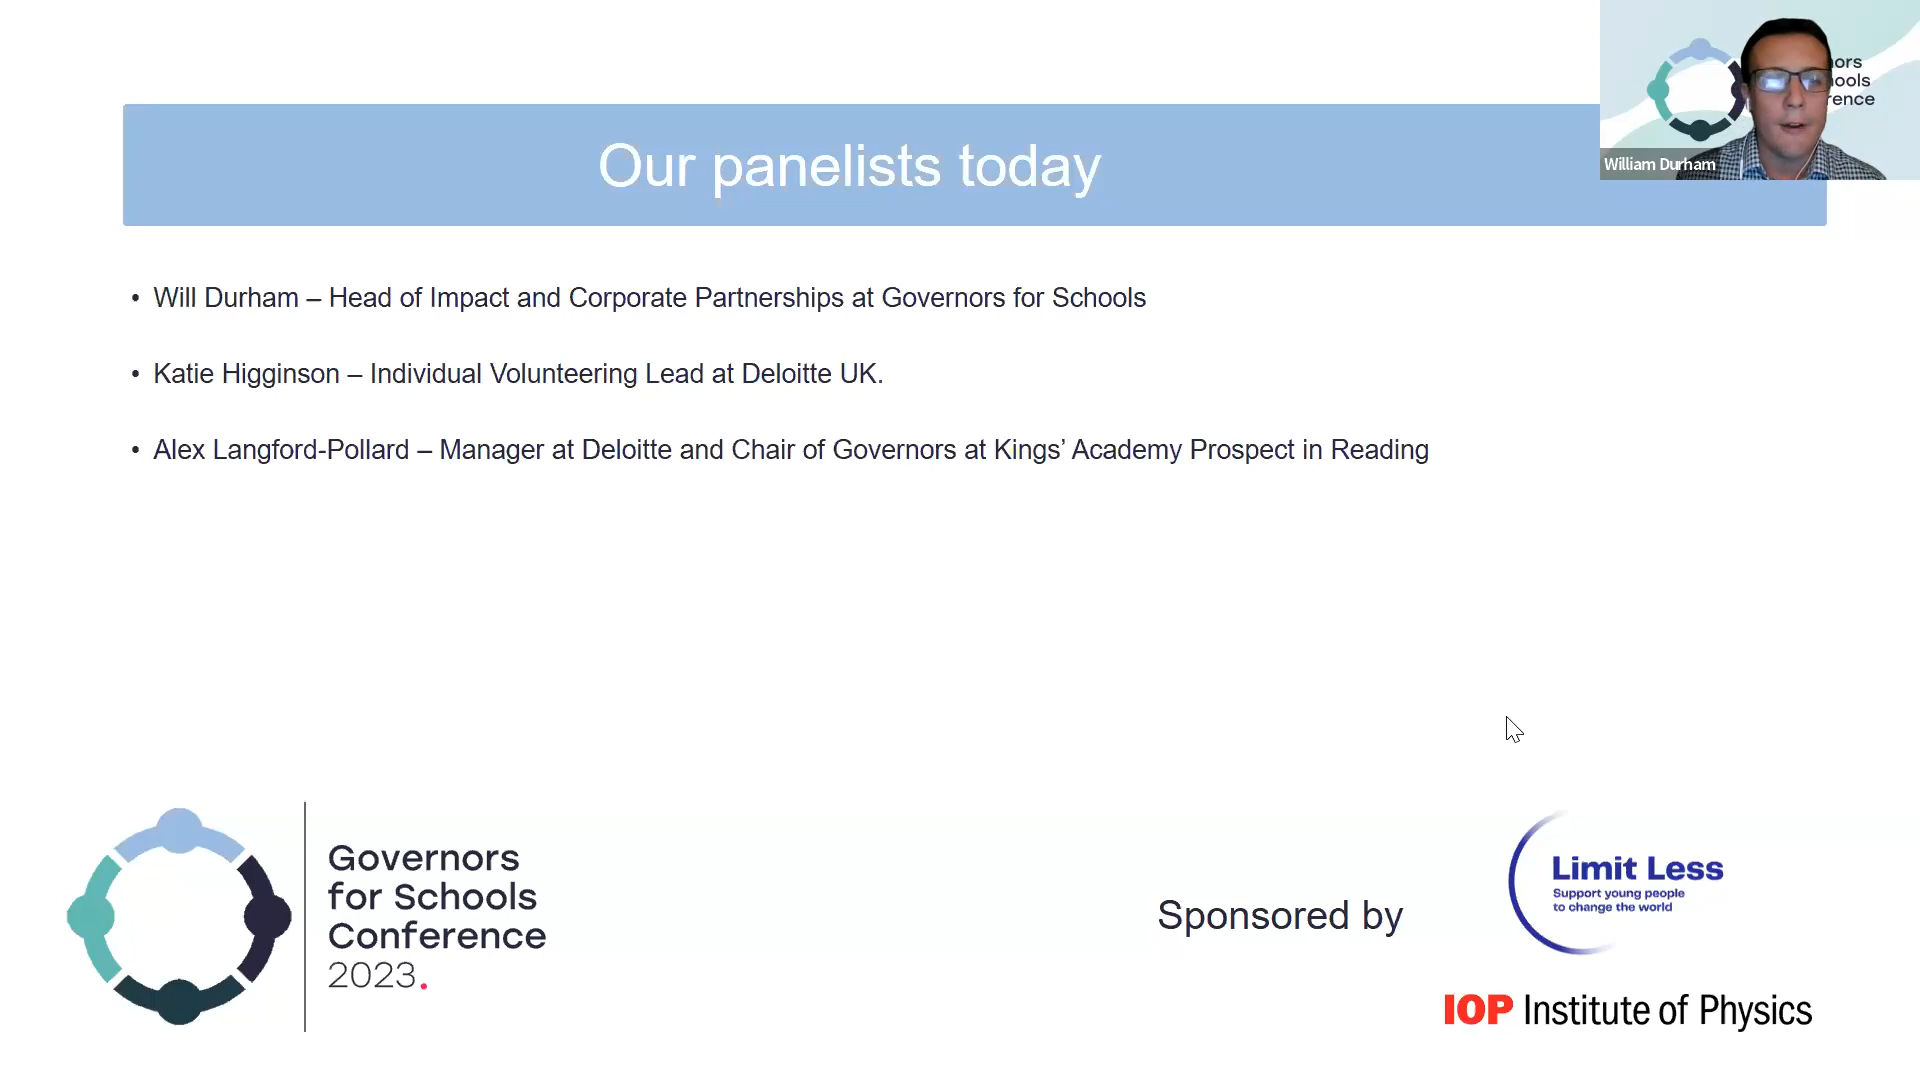 Our panelists today
William Durham
• Will Durham – Head of Impact and Corporate Partnerships at Governors for Schools
• Katie Higginson – Individual Volunteering Lead at Deloitte UK.
• Alex Langford-Pollard – Manager at Deloitte and Chair of Governors at Kings’ Academy Prospect in Reading
Governors
for Schools
Conference
2023.
Sponsored by
Limit Less
Support young people
to change the world
IOP Institute of Physics